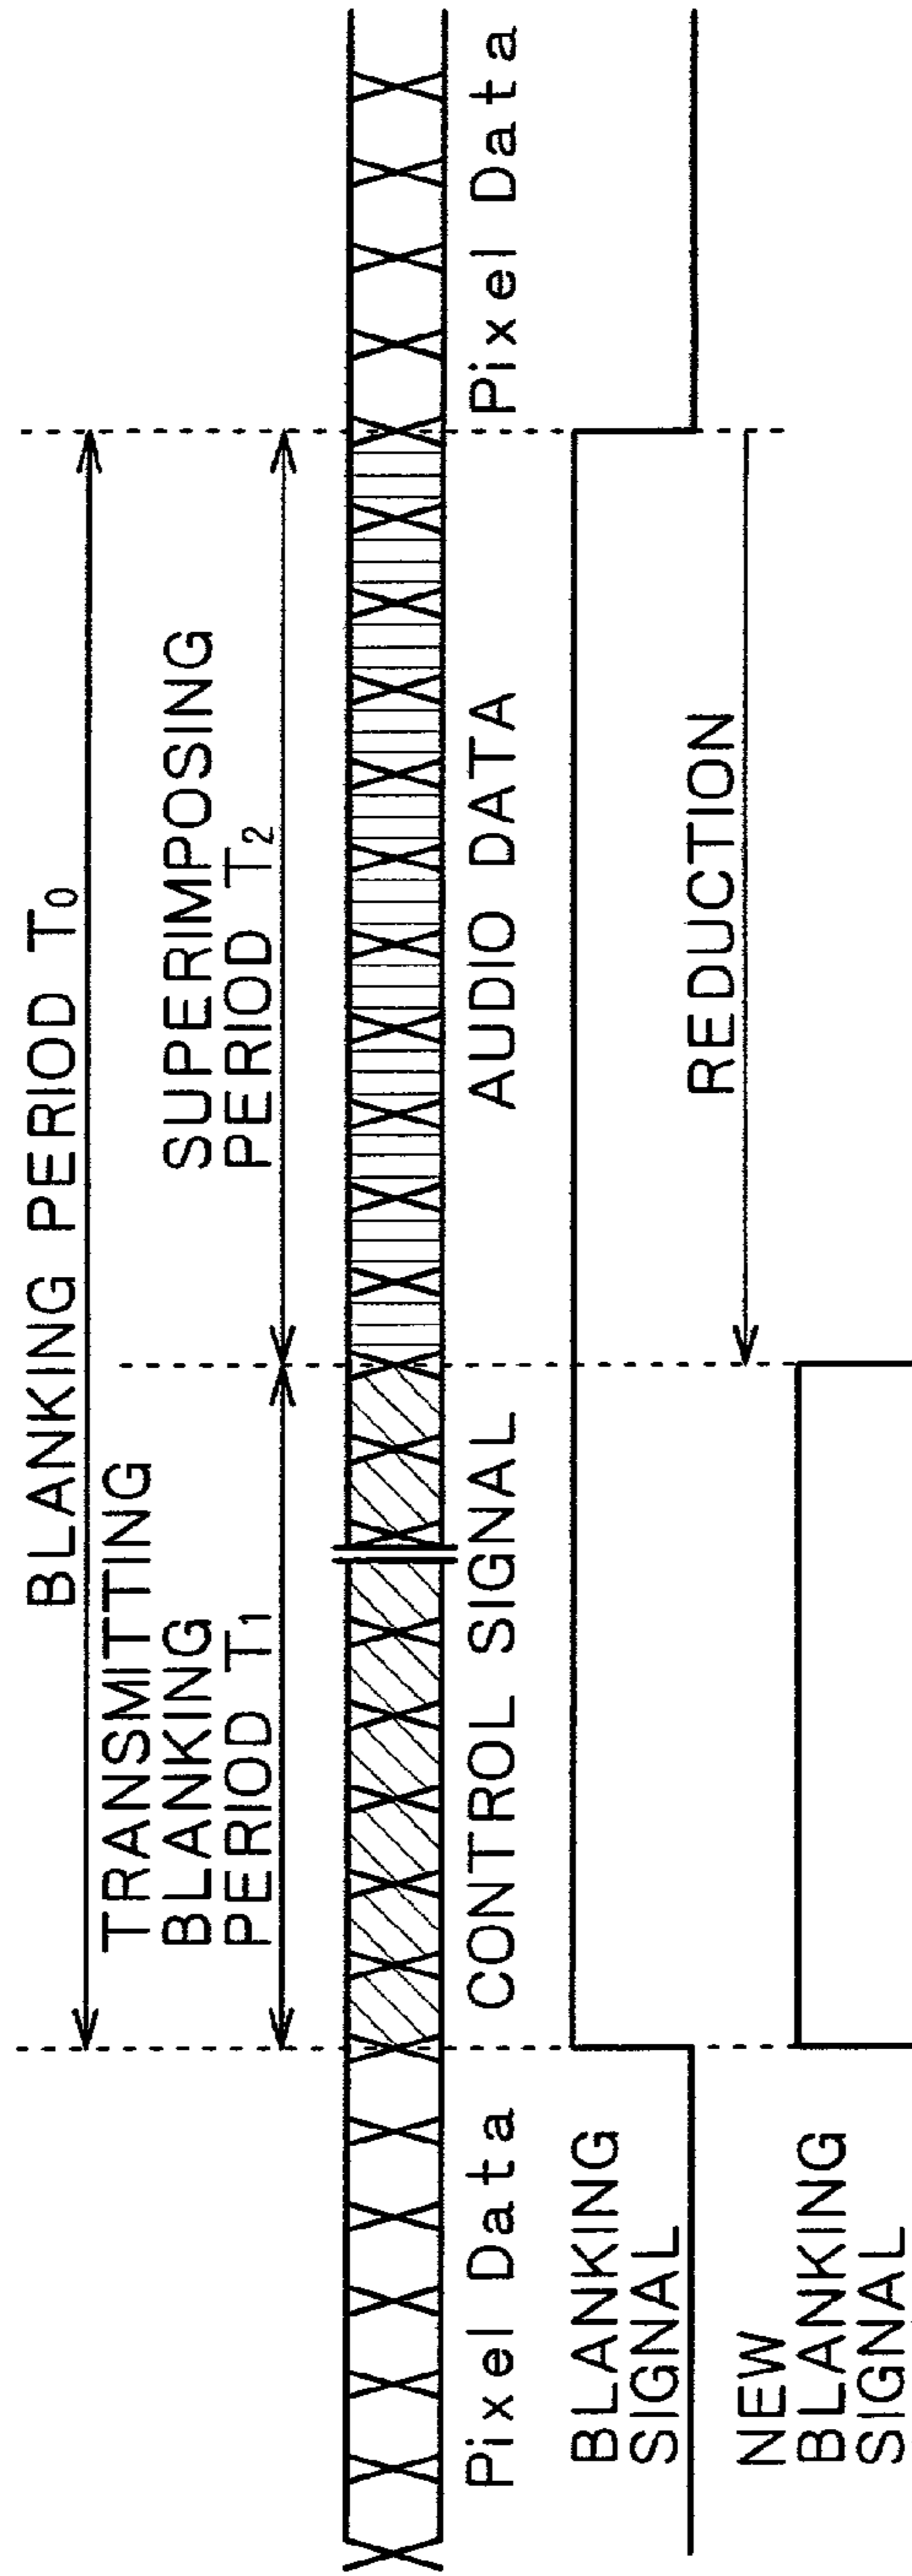 BLANKING PERIOD T₀
TRANSMITTING
BLANKING
PERIOD T₁
SUPERIMPOSING
PERIOD T₂
Pixel Data
CONTROL SIGNAL
AUDIO DATA
Pixel Data
BLANKING
SIGNAL
REDUCTION
NEW
BLANKING
SIGNAL